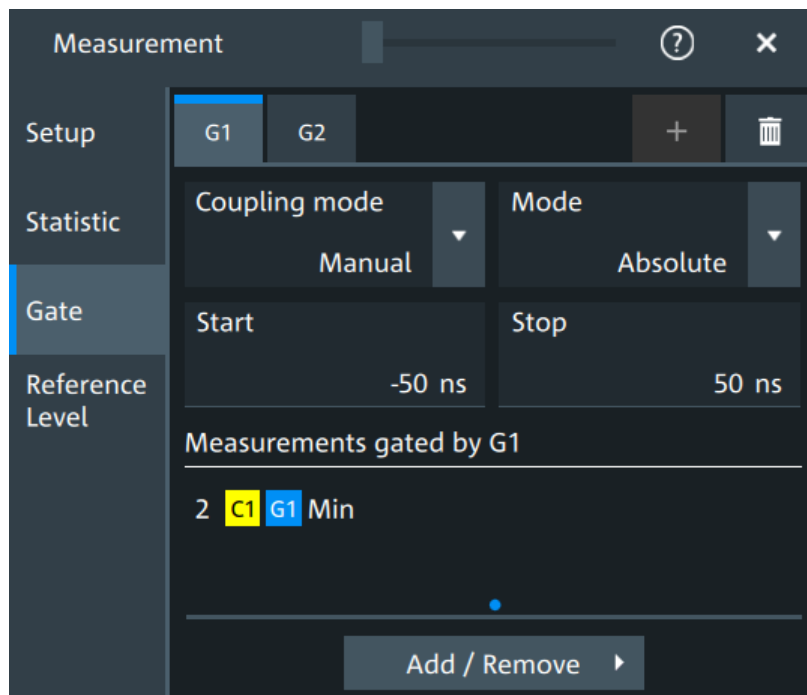 Measurement ? ×
Setup G1 G2 +
Coupling mode Mode
Statistic
Manual Absolute
Gate Start Stop
Reference -50 ns 50 ns
Level
Measurements gated by G1
2 C1 G1 Min
Add / Remove